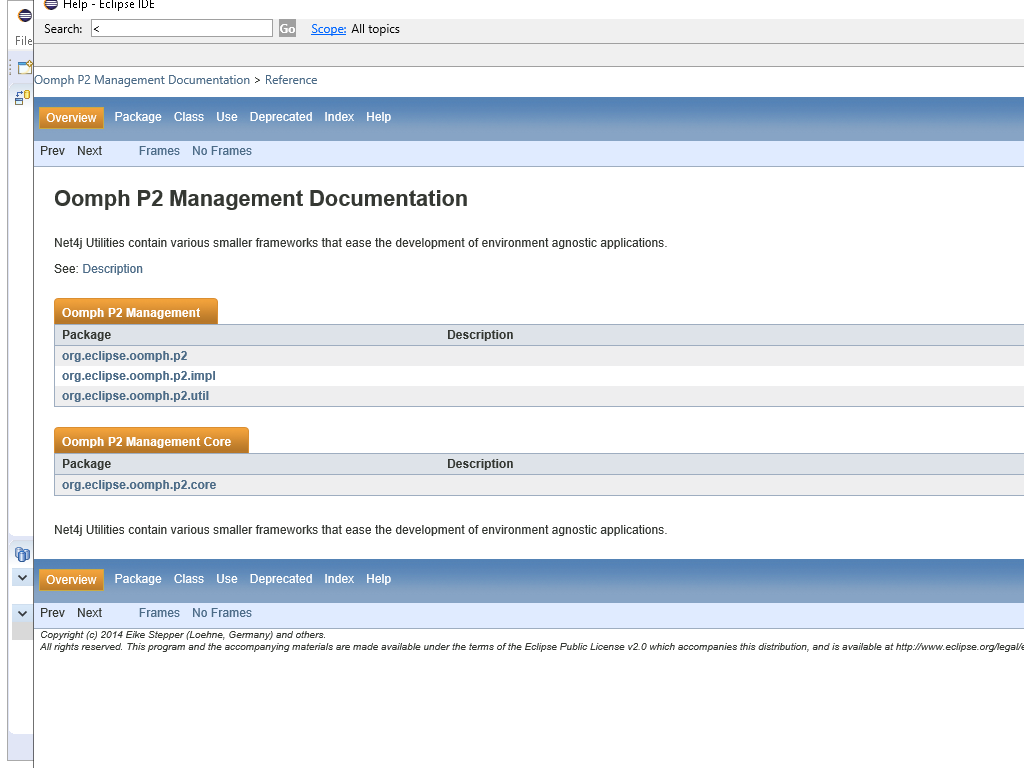 Help - Eclipse IDE
File
Search: < Go Scope: All topics
Oomph P2 Management Documentation > Reference
Overview Package Class Use Deprecated Index Help
Prev Next Frames No Frames
Oomph P2 Management Documentation
Net4j Utilities contain various smaller frameworks that ease the development of environment agnostic applications.
See: Description
Oomph P2 Management
Package Description
org.eclipse.oomph.p2
org.eclipse.oomph.p2.impl
org.eclipse.oomph.p2.util
Oomph P2 Management Core
Package Description
org.eclipse.oomph.p2.core
Net4j Utilities contain various smaller frameworks that ease the development of environment agnostic applications.
Overview Package Class Use Deprecated Index Help
Prev Next Frames No Frames
Copyright (c) 2014 Eike Stepper (Loehne, Germany) and others.
All rights reserved. This program and the accompanying materials are made available under the terms of the Eclipse Public License v2.0 which accompanies this distribution, and is available at http://www.eclipse.org/legal/